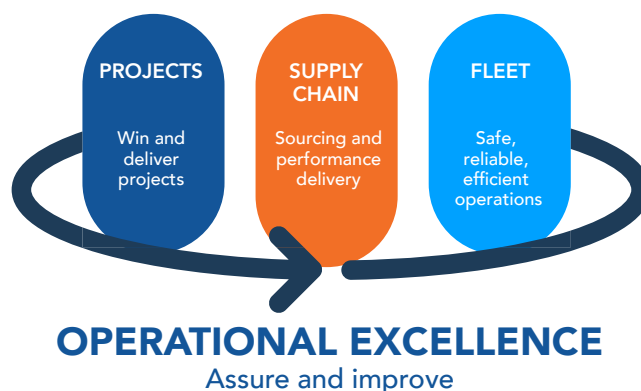 PROJECTS
Win and
deliver
projects
SUPPLY
CHAIN
Sourcing and
performance
delivery
FLEET
Safe,
reliable,
efficient
operations
OPERATIONAL EXCELLENCE
Assure and improve